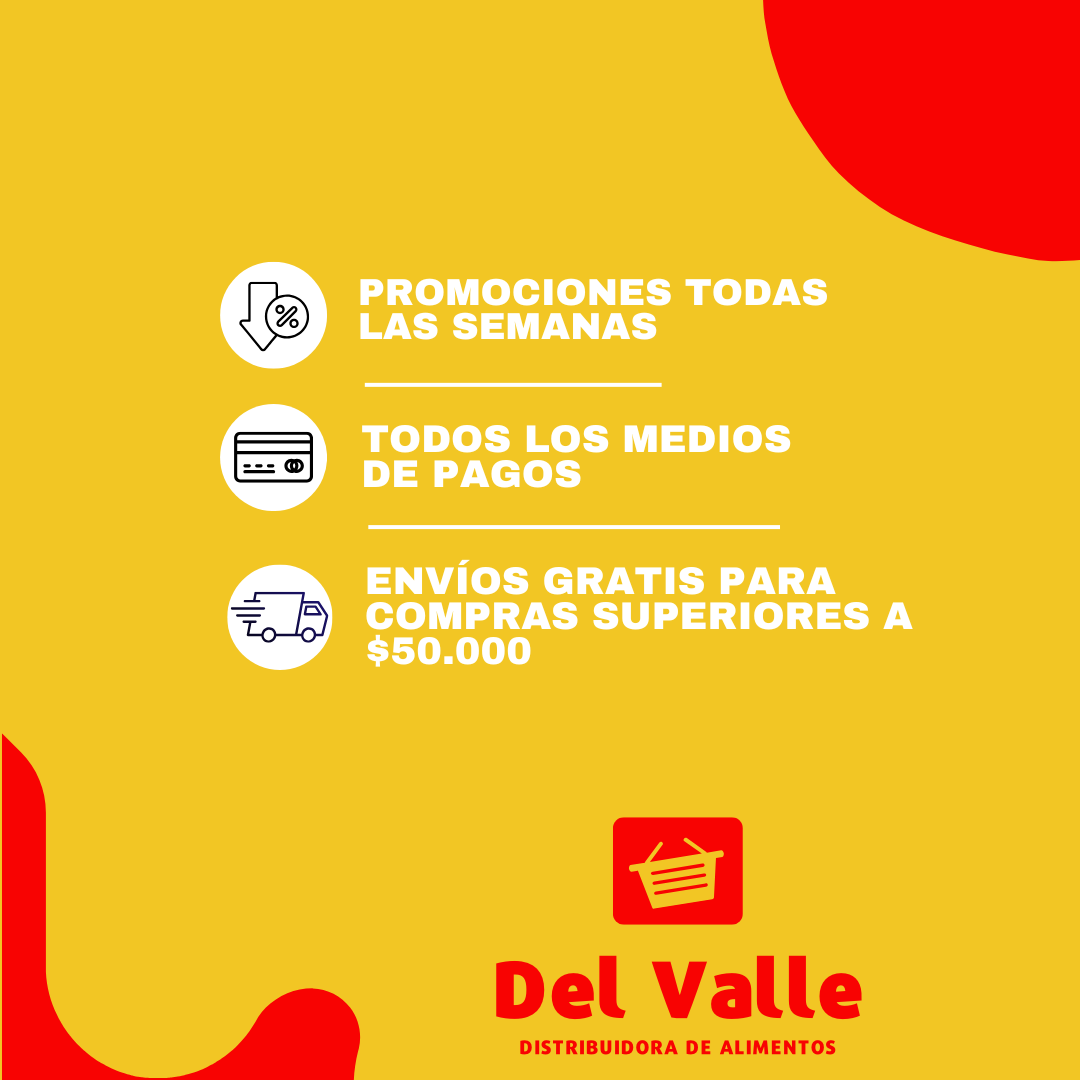 PROMOCIONES TODAS
LAS SEMANAS
TODOS LOS MEDIOS
DE PAGOS
ENVÍOS GRATIS PARA
COMPRAS SUPERIORES A
$50.000
Del Valle
DISTRIBUIDORA DE ALIMENTOS